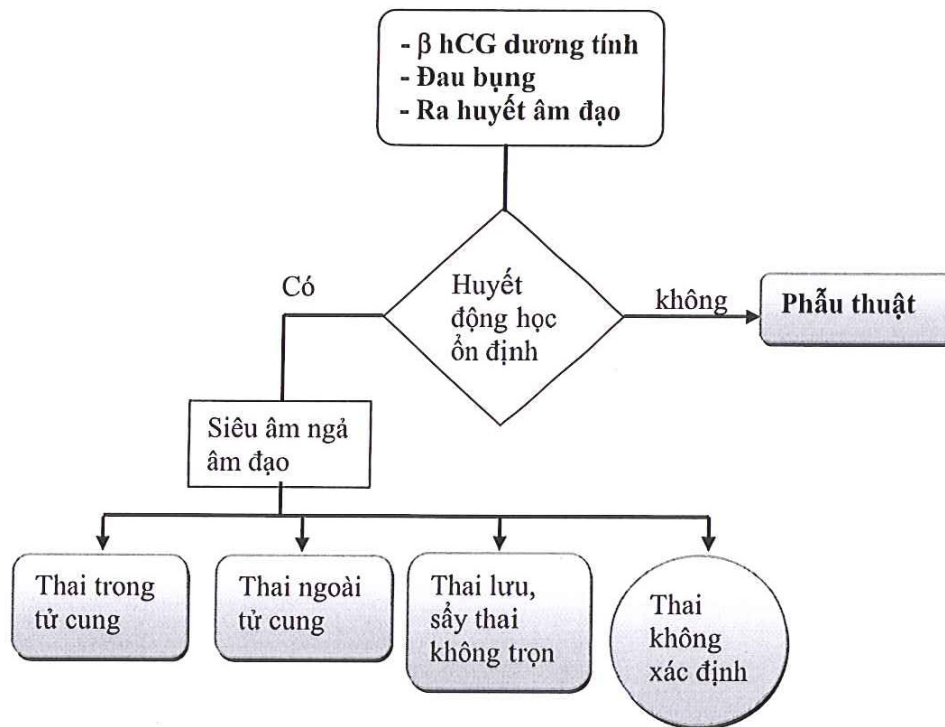 - β hCG dương tính
- Đau bụng
- Ra huyết âm đạo
Có
Huyết
động học
ổn định
không
Phẫu thuật
Siêu âm ngả
âm đạo
Thai trong
tử cung
Thai ngoài
tử cung
Thai lưu,
sẩy thai
không trọn
Thai
không
xác định